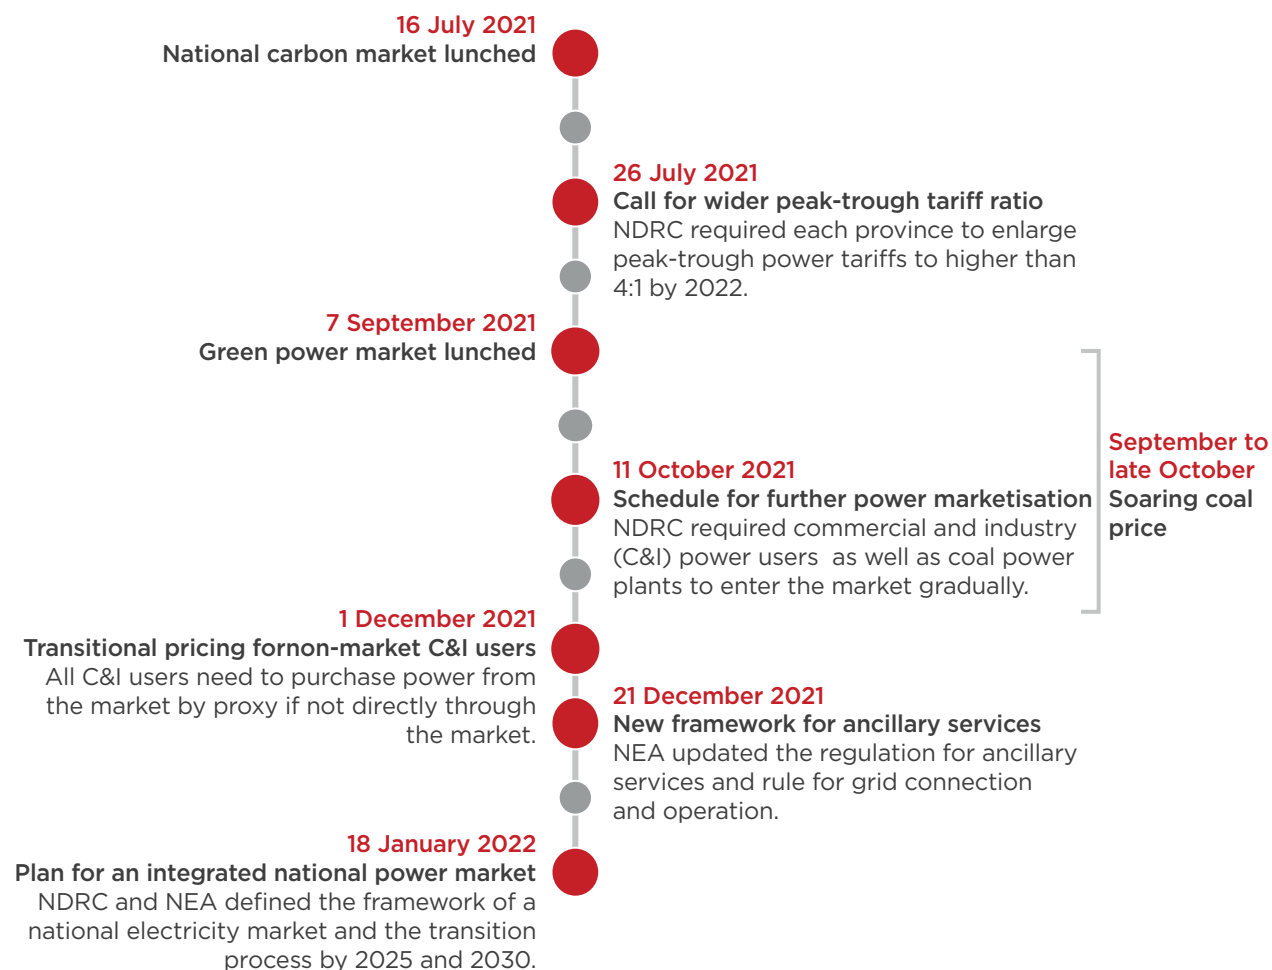 16 July 2021
National carbon market lunched
26 July 2021
Call for wider peak-trough tariff ratio
NDRC required each province to enlarge
peak-trough power tariffs to higher than
4:1 by 2022.
7 September 2021
Green power market lunched
September to
late October
Soaring coal
price
11 October 2021
Schedule for further power marketisation
NDRC required commercial and industry
(C&I) power users  as well as coal power
plants to enter the market gradually.
1 December 2021
Transitional pricing fornon-market C&I users
All C&I users need to purchase power from
the market by proxy if not directly through
the market.
21 December 2021
New framework for ancillary services
NEA updated the regulation for ancillary
services and rule for grid connection
and operation.
18 January 2022
Plan for an integrated national power market
NDRC and NEA defined the framework of a
national electricity market and the transition
process by 2025 and 2030.